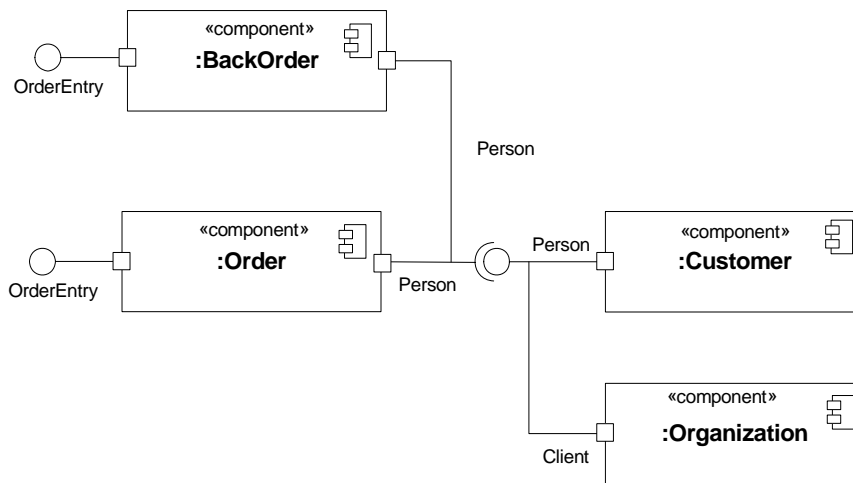 «component»
:BackOrder
OrderEntry
Person
«component»
:Order
OrderEntry
Person
Person
«component»
:Customer
«component»
:Organization
Client